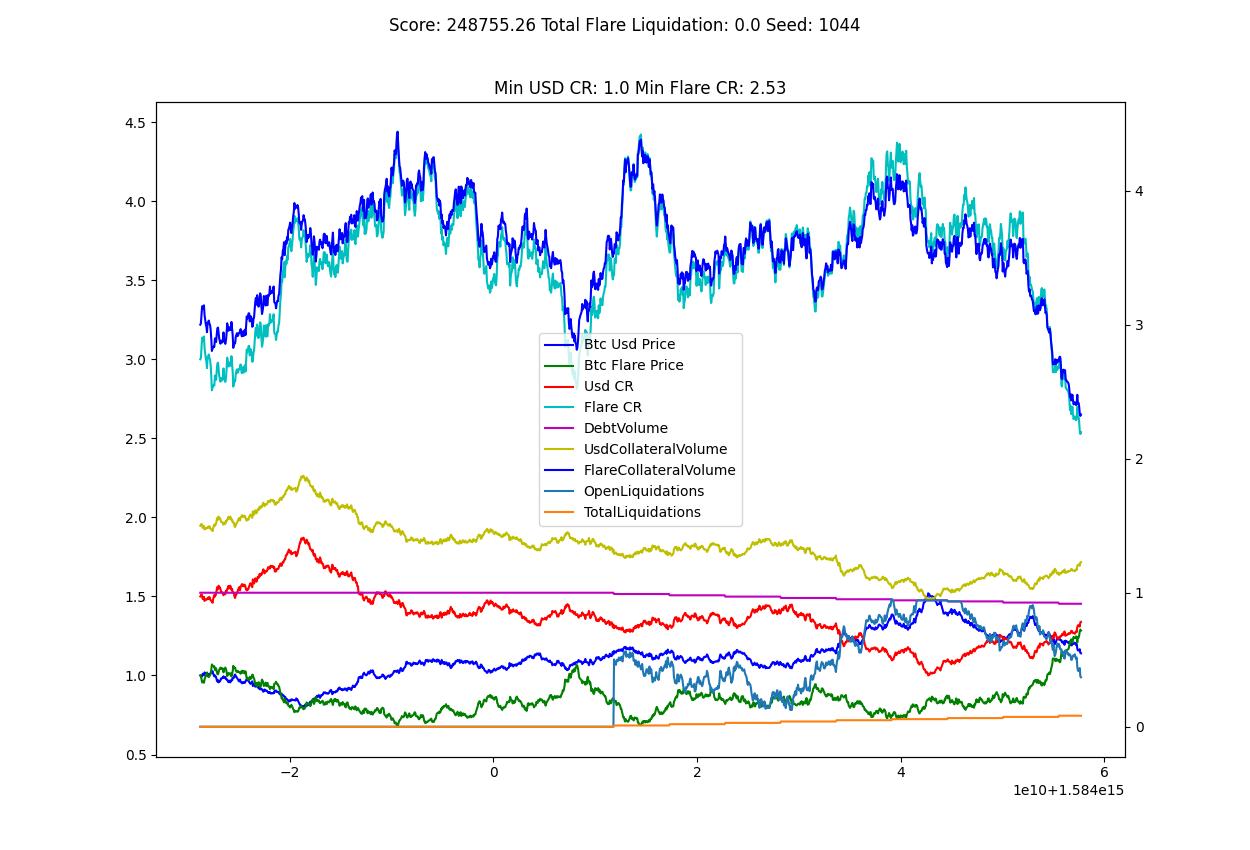 Score: 248755.26 Total Flare Liquidation: 0.0 Seed: 1044
Min USD CR: 1.0 Min Flare CR: 2.53
4.5
4.0
3.5
3.0
2.5
2.0
1.5
1.0
0.5
4
3
2
1
0
Btc Usd Price
Btc Flare Price
Usd CR
Flare CR
DebtVolume
UsdCollateralVolume
FlareCollateralVolume
OpenLiquidations
TotalLiquidations
−2 0 2 4 6
1e10+1.584e15